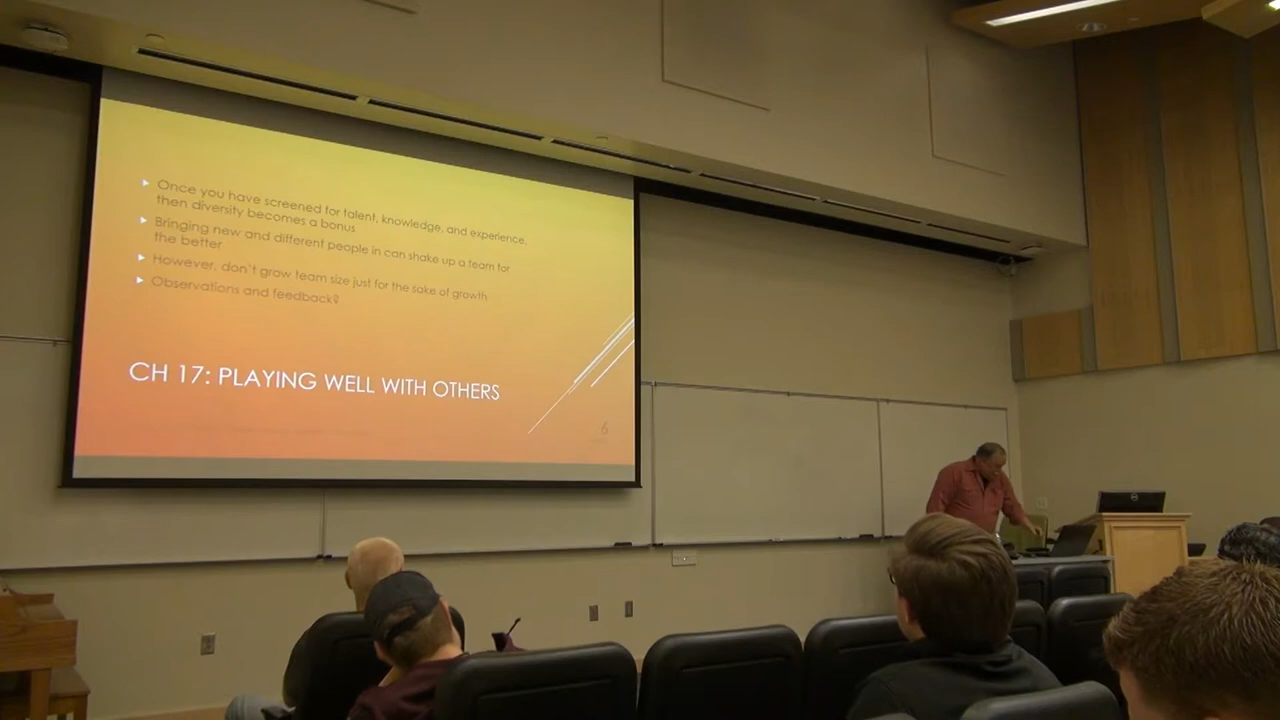 Once you have screened for talent, knowledge, and experience,
then diversity becomes a bonus
Bringing new and different people in can shake up a team for
the better
However, don't grow team size just for the sake of growth
Observations and feedback?
CH 17: PLAYING WELL WITH OTHERS
6